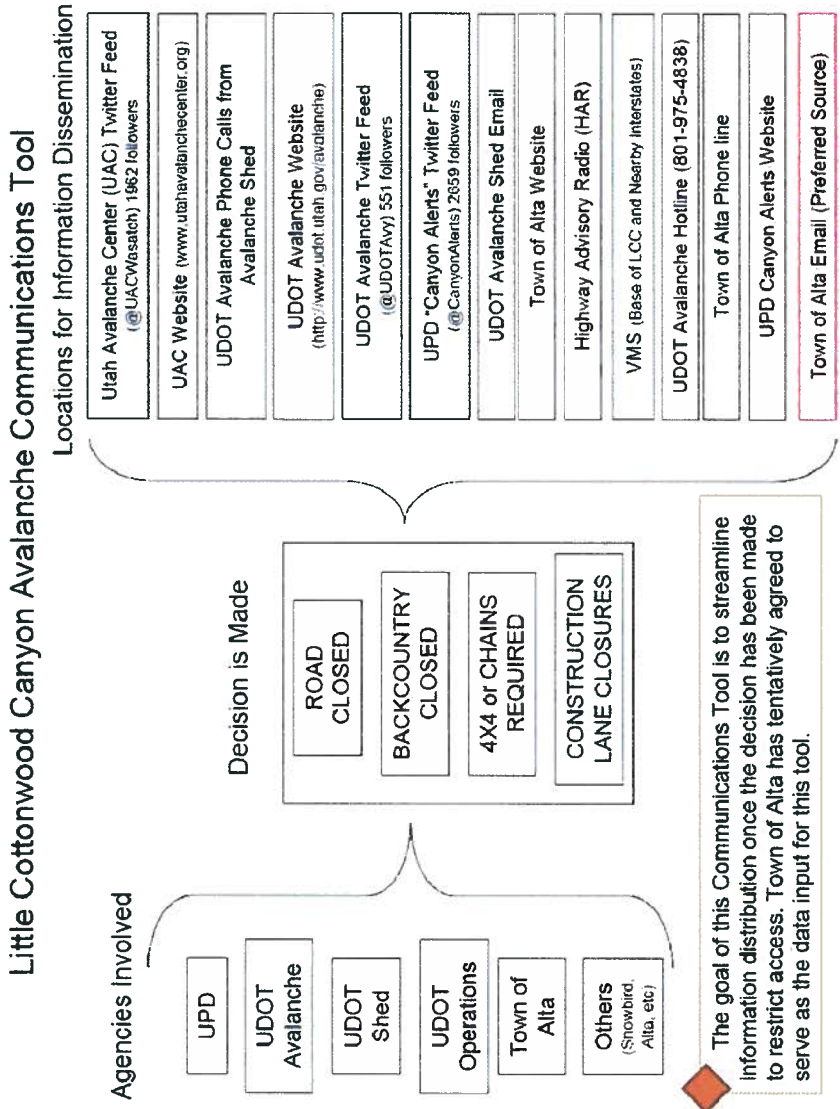 Little Cottonwood Canyon Avalanche Communications Tool
Agencies Involved
UPD
UDOT
Avalanche
UDOT
Shed
UDOT
Operations
Town of
Alta
Others
(Snowbird,
Alta, etc)
Decision is Made
ROAD
CLOSED
BACKCOUNTRY
CLOSED
4X4 or CHAINS
REQUIRED
CONSTRUCTION
LANE CLOSURES
Locations for Information Dissemination
Utah Avalanche Center (UAC) Twitter Feed
(@UACWasatch) 1962 followers
UAC Website (www.utahavalanchecenter.org)
UDOT Avalanche Phone Calls from
Avalanche Shed
UDOT Avalanche Website
(http://www.udot.utah.gov/avalanche)
UDOT Avalanche Twitter Feed
(@UDOTAvy) 551 followers
UPD "Canyon Alerts" Twitter Feed
(@CanyonAlerts) 2659 followers
UDOT Avalanche Shed Email
Town of Alta Website
Highway Advisory Radio (HAR)
VMS (Base of LCC and Nearby Interstates)
UDOT Avalanche Hotline (801-975-4838)
Town of Alta Phone line
UPD Canyon Alerts Website
Town of Alta Email (Preferred Source)
The goal of this Communications Tool is to streamline
information distribution once the decision has been made
to restrict access. Town of Alta has tentatively agreed to
serve as the data input for this tool.